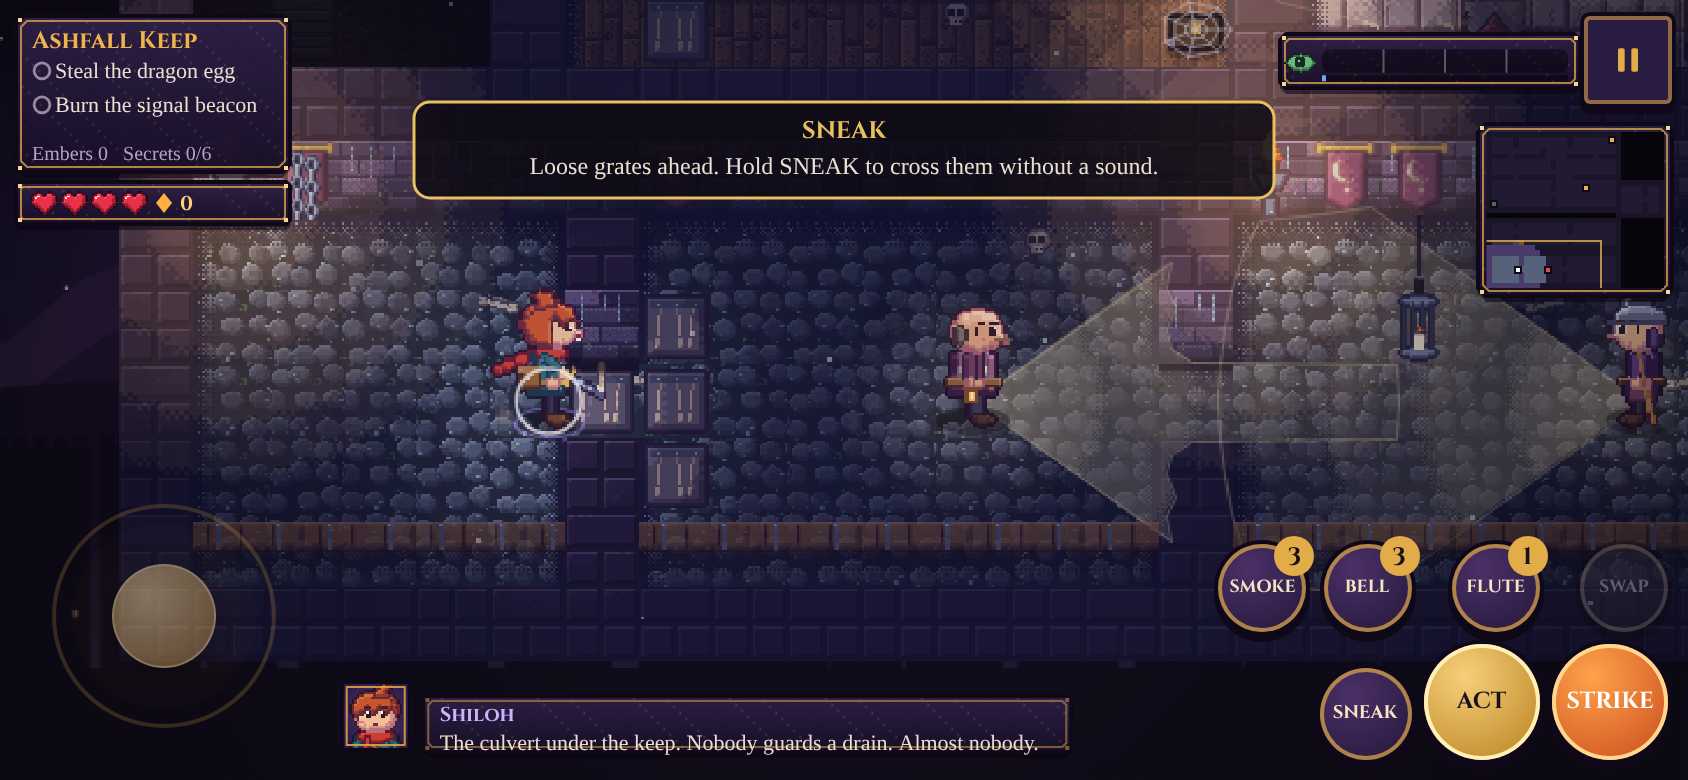 Ashfall Keep
Steal the dragon egg
Burn the signal beacon
Embers 0 Secrets 0/6
0
SNEAK
Loose grates ahead. Hold SNEAK to cross them without a sound.
3
3
1
SMOKE
BELL
FLUTE
SWAP
SNEAK
ACT
STRIKE
Shiloh
The culvert under the keep. Nobody guards a drain. Almost nobody.